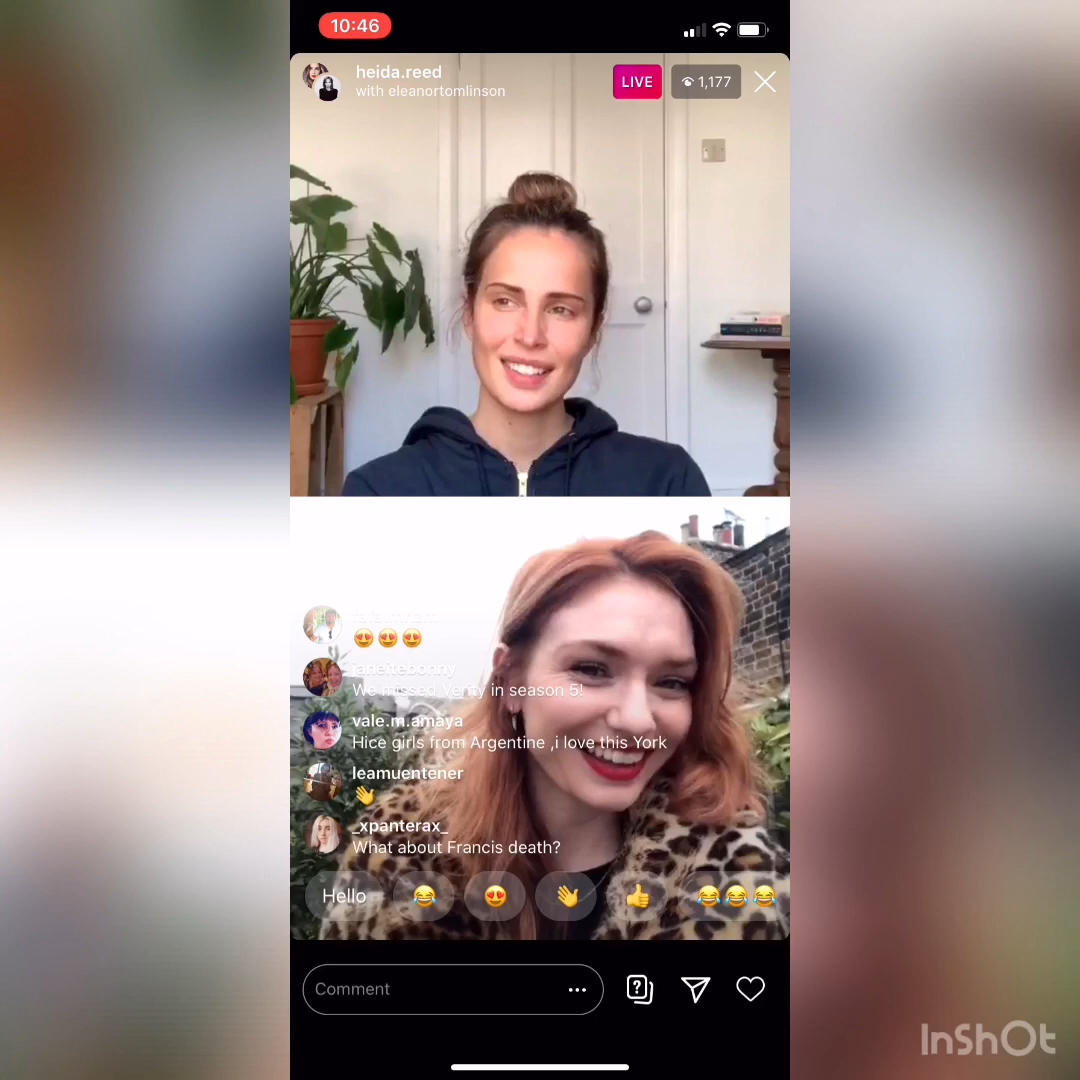 10:46
heida.reed
with eleanortomlinson
LIVE
1,177
janeitebonny
We missed Verity in season 5!
vale.m.amaya
Hice girls from Argentine ,i love this York
leamuentener
_xpanterax_
What about Francis death?
Hello
Comment
InShOt